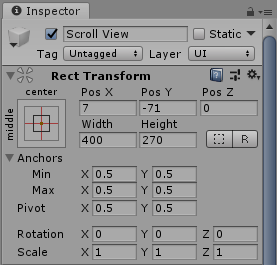 Inspector
Scroll View Static
Tag Untagged Layer UI
Rect Transform
center Pos X Pos Y Pos Z
middle 7 -71 0
Width Height
400 270 R
Anchors
Min X 0.5 Y 0.5
Max X 0.5 Y 0.5
Pivot X 0.5 Y 0.5
Rotation X 0 Y 0 Z 0
Scale X 1 Y 1 Z 1